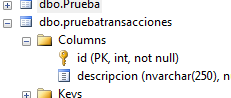 dbo.Prueba
dbo.pruebatransacciones
Columns
id (PK, int, not null)
descripcion (nvarchar(250), n
Keys